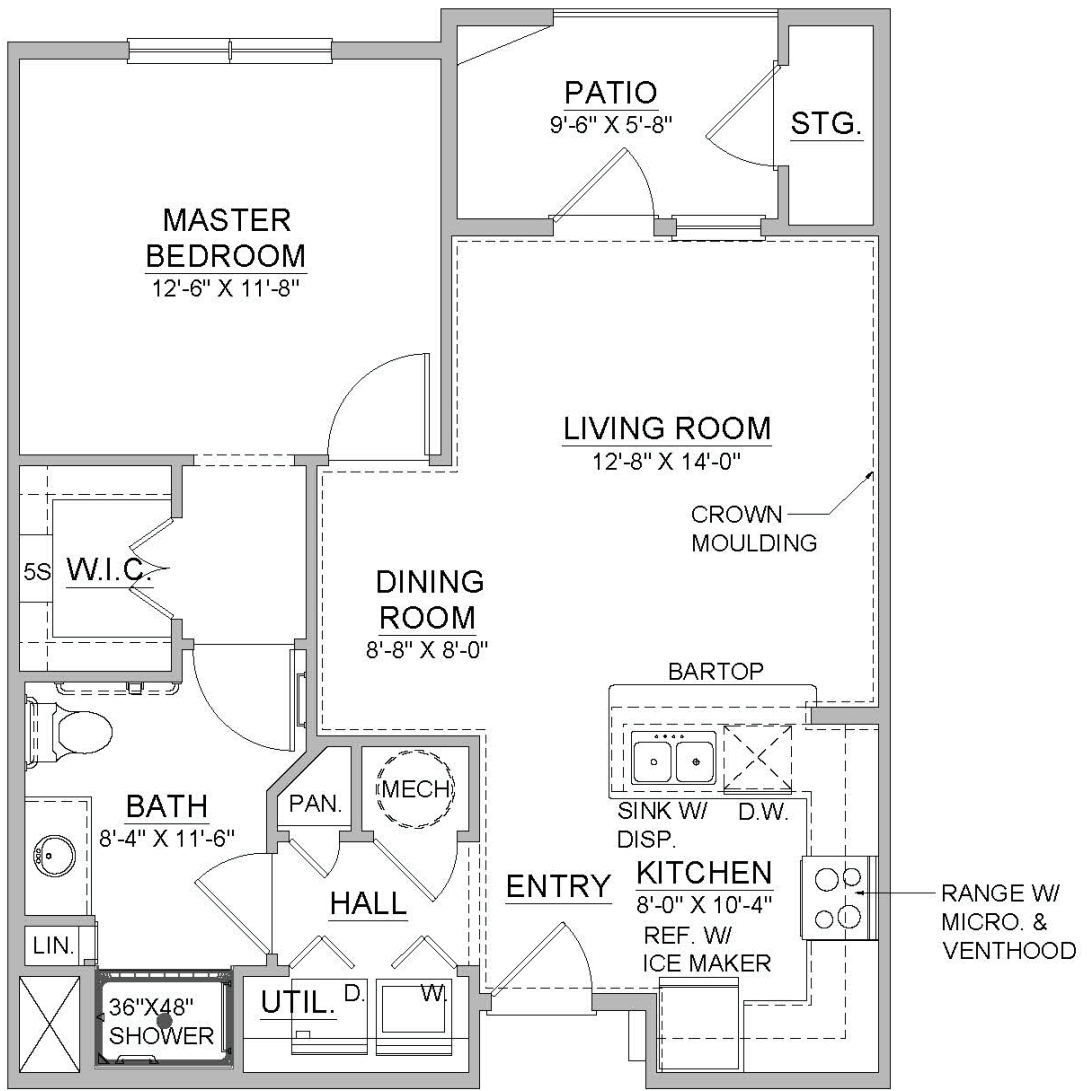 PATIO
9'-6" X 5'-8"
STG.
MASTER
BEDROOM
12'-6" X 11'-8"
LIVING ROOM
12'-8" X 14'-0"
CROWN
MOULDING
5S
W.I.C.
DINING
ROOM
8'-8" X 8'-0"
BARTOP
SINK W/
DISP.
D.W.
PAN.
MECH
BATH
8'-4" X 11'-6"
HALL
ENTRY
KITCHEN
8'-0" X 10'-4"
REF. W/
ICE MAKER
RANGE W/
MICRO. &
VENTHOOD
LIN.
36"X48"
SHOWER
UTIL.
D.
W.